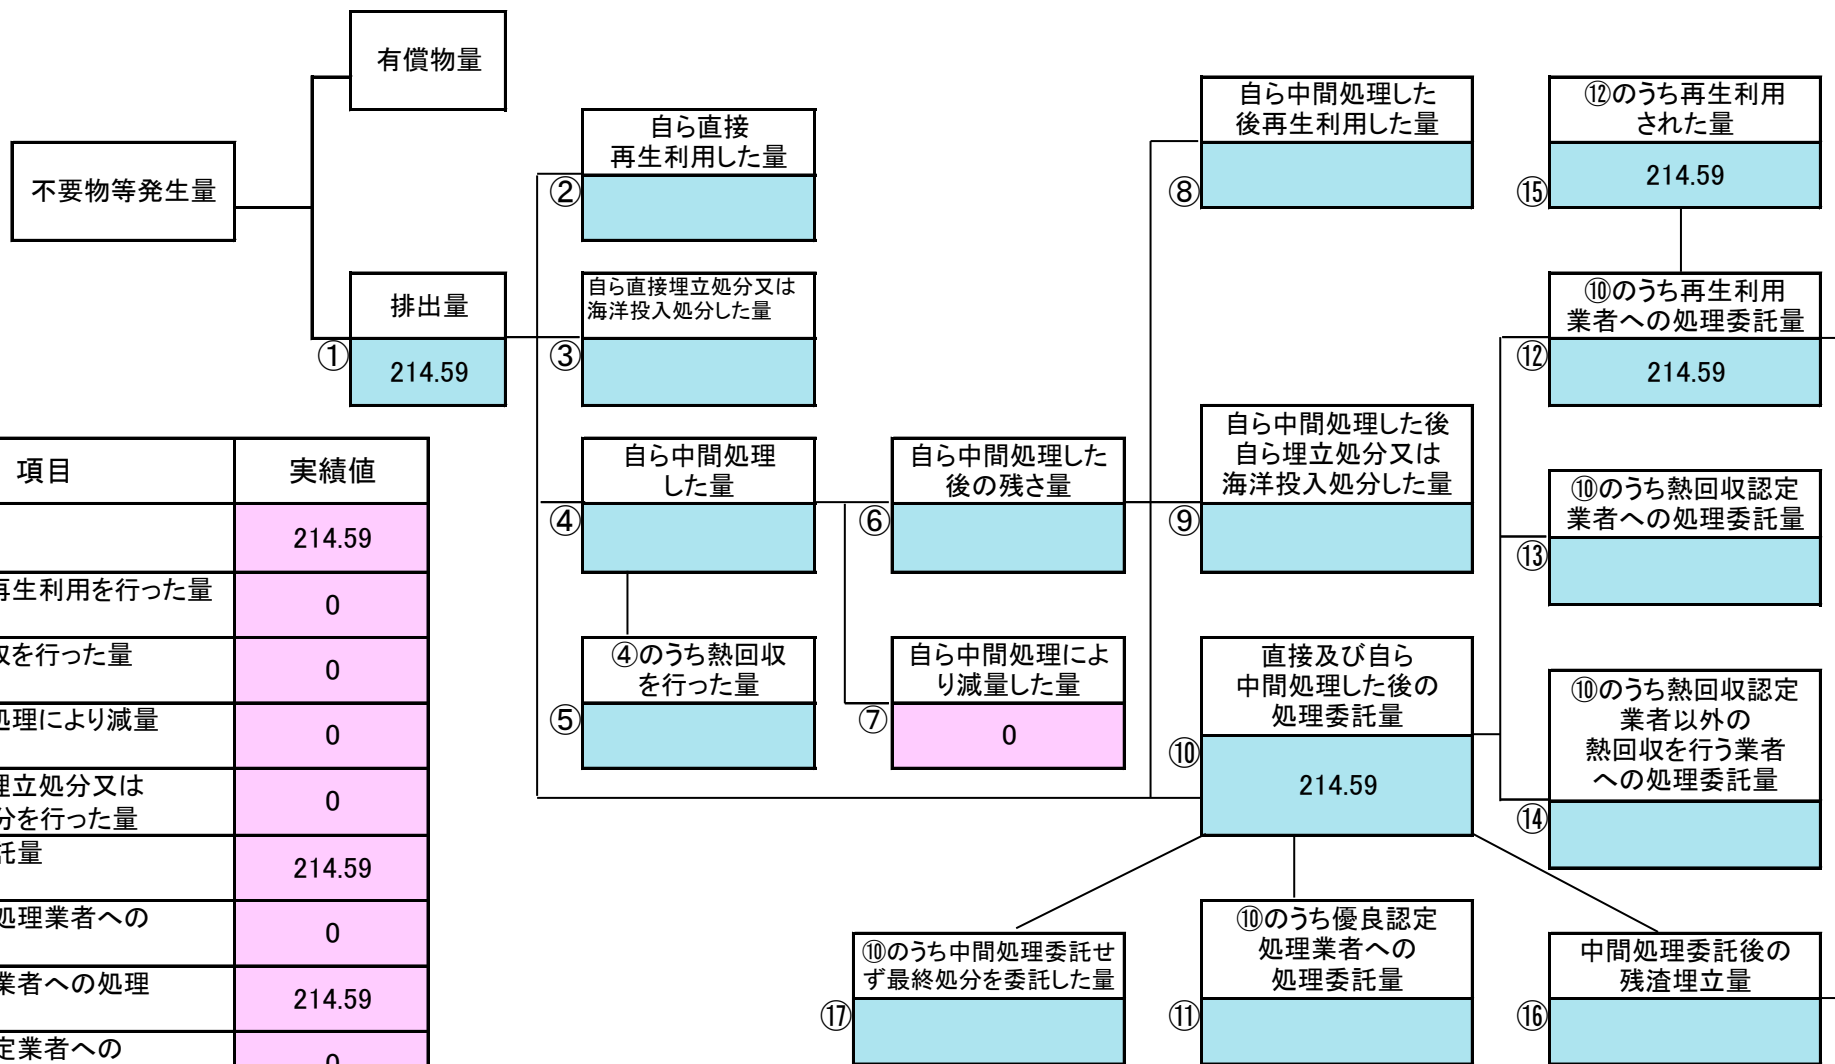 有償物量
不要物等発生量
排出量
①
214.59
自ら直接
再生利用した量
②
自ら直接埋立処分又は
海洋投入処分した量
③
自ら中間処理
した量
④
④のうち熱回収
を行った量
⑤
自ら中間処理した
後の残さ量
⑥
自ら中間処理によ
り減量した量
⑦
0
自ら中間処理した
後再生利用した量
⑧
自ら中間処理した後
自ら埋立処分又は
海洋投入処分した量
⑨
直接及び自ら
中間処理した後の
処理委託量
⑩
214.59
⑫のうち再生利用
された量
⑮
214.59
⑩のうち再生利用
業者への処理委託量
⑫
214.59
⑩のうち熱回収認定
業者への処理委託量
⑬
⑩のうち熱回収認定
業者以外の
熱回収を行う業者
への処理委託量
⑭
⑩のうち中間処理委託せ
ず最終処分を委託した量
⑰
⑩のうち優良認定
処理業者への
処理委託量
⑪
中間処理委託後の
残渣埋立量
⑯
項目
実績値
214.59
再生利用を行った量
0
を行った量
0
処理により減量
0
埋立処分又は
を行った量
0
託量
214.59
処理業者への
0
業者への処理
214.59
定業者への
0